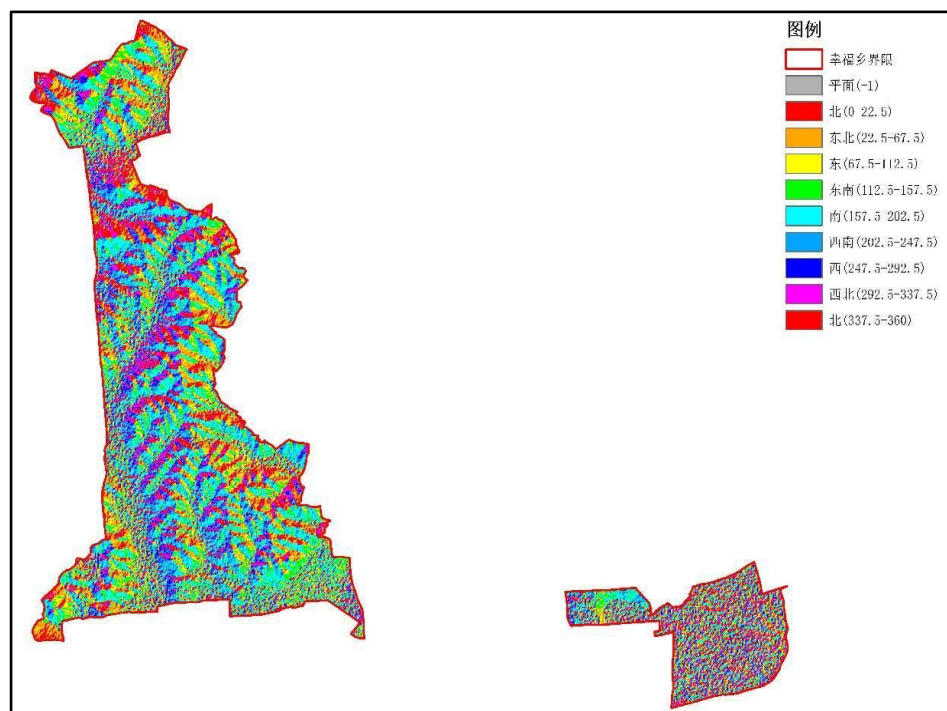 图例
幸福乡界限
平面(-1)
北(0 22.5)
东北(22.5-67.5)
东(67.5-112.5)
东南(112.5-157.5)
南(157.5 202.5)
西南(202.5-247.5)
西(247.5-292.5)
西北(292.5-337.5)
北(337.5-360)